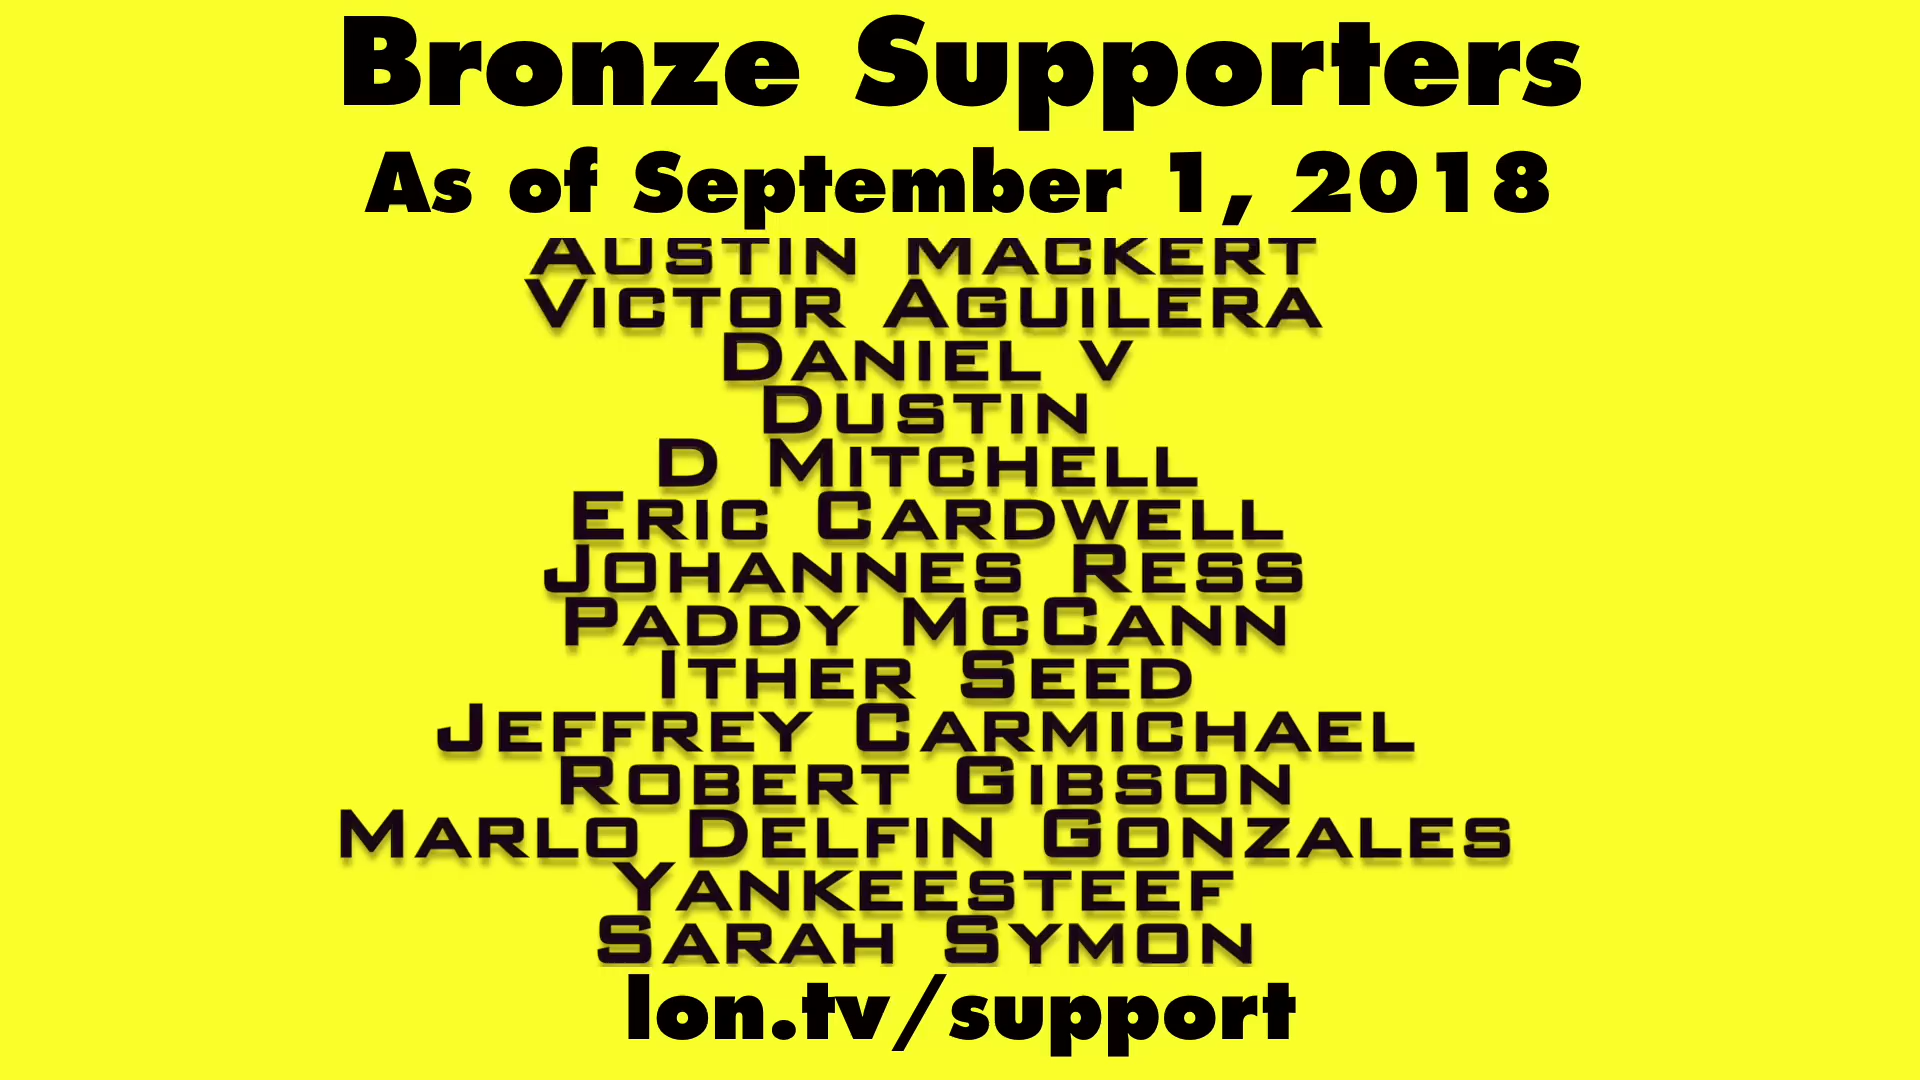 Bronze Supporters
As of September 1, 2018
Austin Mackert
Victor Aguilera
Daniel v
Dustin
D Mitchell
Eric Cardwell
Johannes Ress
Paddy McCann
Ither Seed
Jeffrey Carmichael
Robert Gibson
Marlo Delfin Gonzales
Yankeesteef
Sarah Symon
lon.tv/support